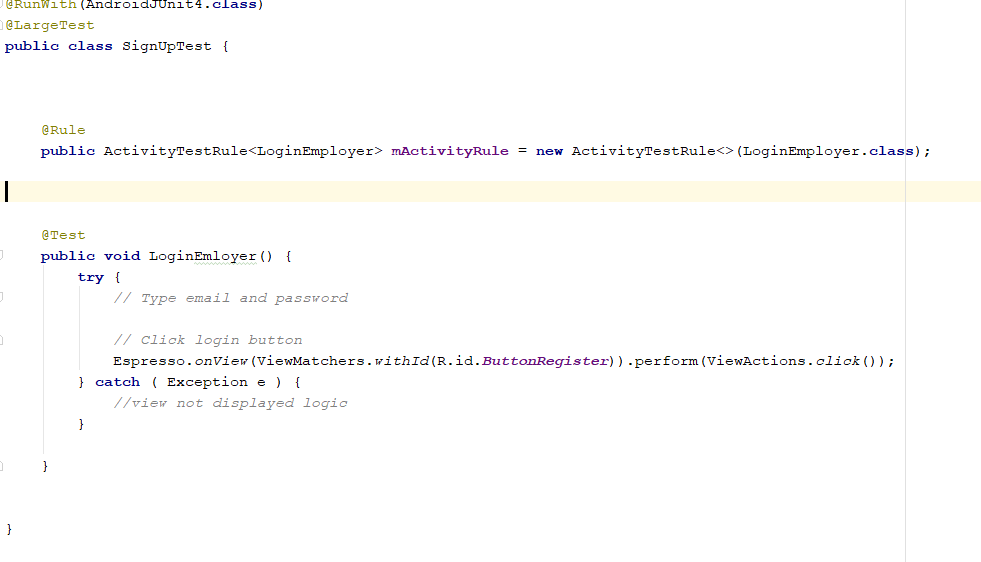 @RunWith(AndroidJUnit4.class)
@LargeTest
public class SignUpTest {
@Rule
public ActivityTestRule<LoginEmployer> mActivityRule = new ActivityTestRule<>(LoginEmployer.class);
@Test
public void LoginEmloyer() {
try {
// Type email and password
// Click login button
Espresso.onView(ViewMatchers.withId(R.id.ButtonRegister)).perform(ViewActions.click());
} catch ( Exception e ) {
//view not displayed logic
}
}
}